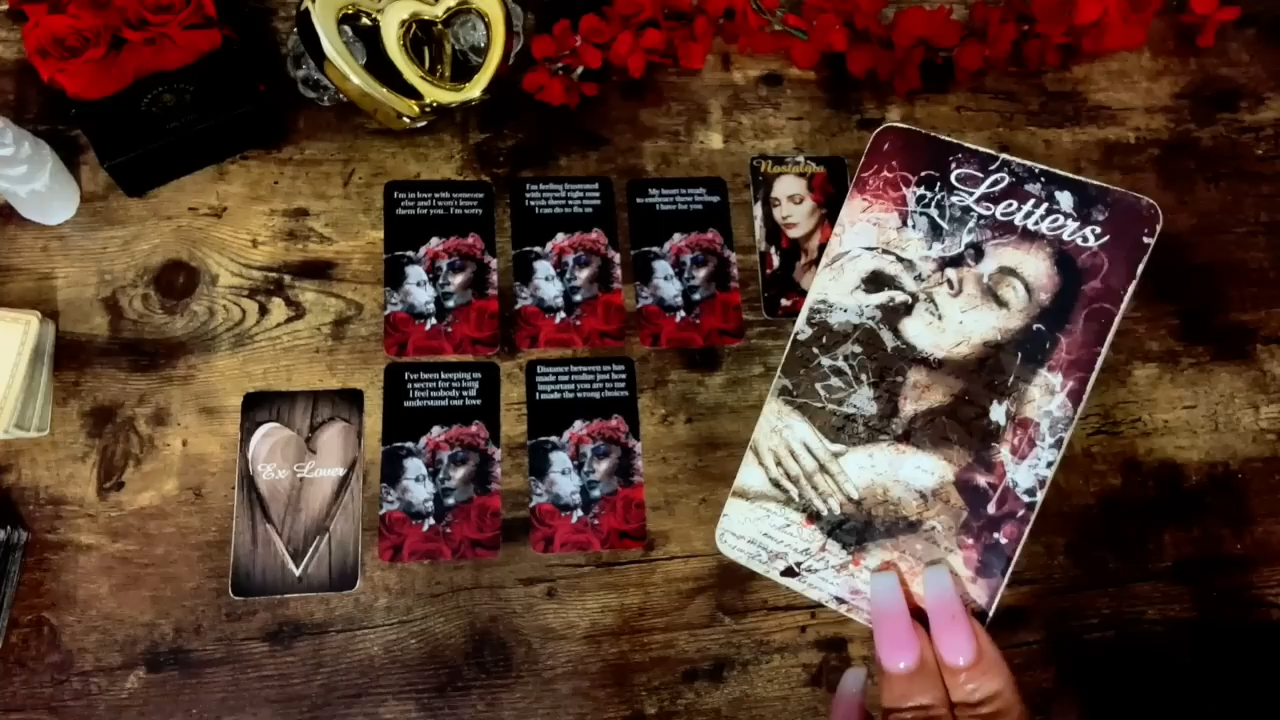 I'm in love with someone
else and I won't leave
them for you... I'm sorry
I'm feeling frustrated
with myself right now
I wish there was more
I can do to fix us
My heart is ready
to embrace these feelings
I have for you
Nostalgia
Letters
Ex Lover
I've been keeping us
a secret for so long
I feel nobody will
understand our love
Distance between us has
made me realize just how
important you are to me
I made the wrong choices